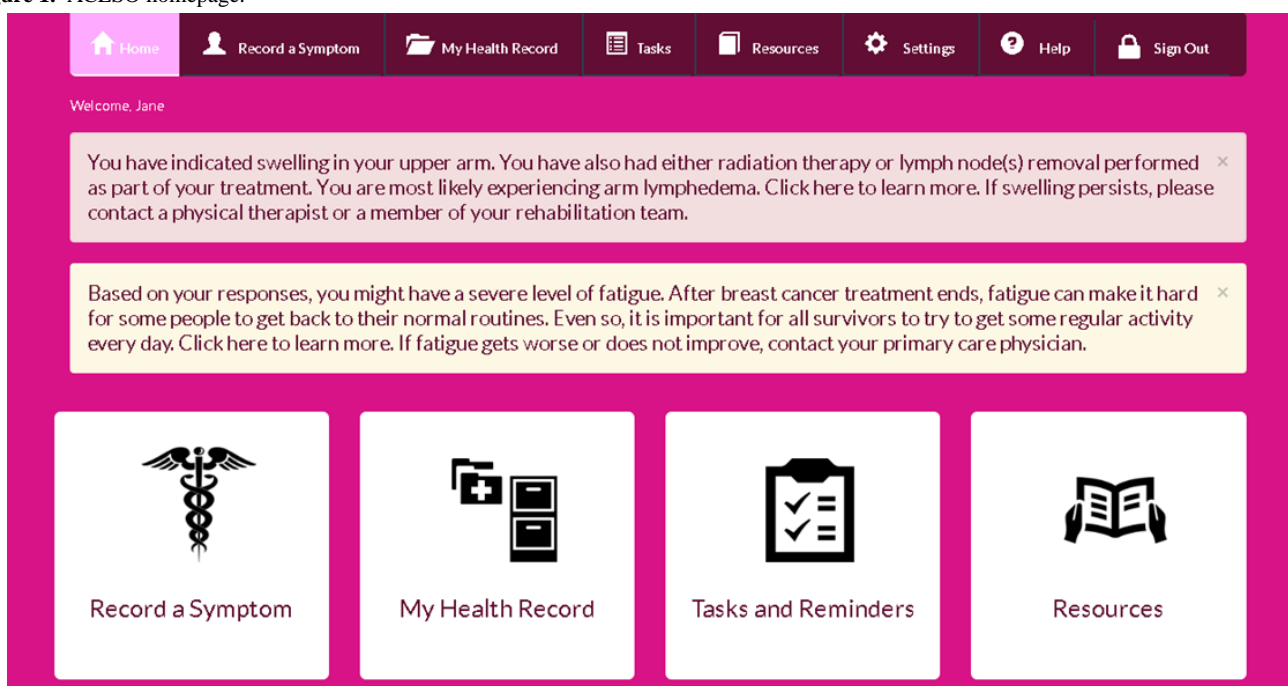 Figure 1. ACESO homepage.
Home Record a Symptom My Health Record Tasks Resources Settings ? Help Sign Out
Welcome, Jane
You have indicated swelling in your upper arm. You have also had either radiation therapy or lymph node(s) removal performed ×
as part of your treatment. You are most likely experiencing arm lymphedema. Click here to learn more. If swelling persists, please
contact a physical therapist or a member of your rehabilitation team.
Based on your responses, you might have a severe level of fatigue. After breast cancer treatment ends, fatigue can make it hard ×
for some people to get back to their normal routines. Even so, it is important for all survivors to try to get some regular activity
every day. Click here to learn more. If fatigue gets worse or does not improve, contact your primary care physician.
Record a Symptom My Health Record Tasks and Reminders Resources